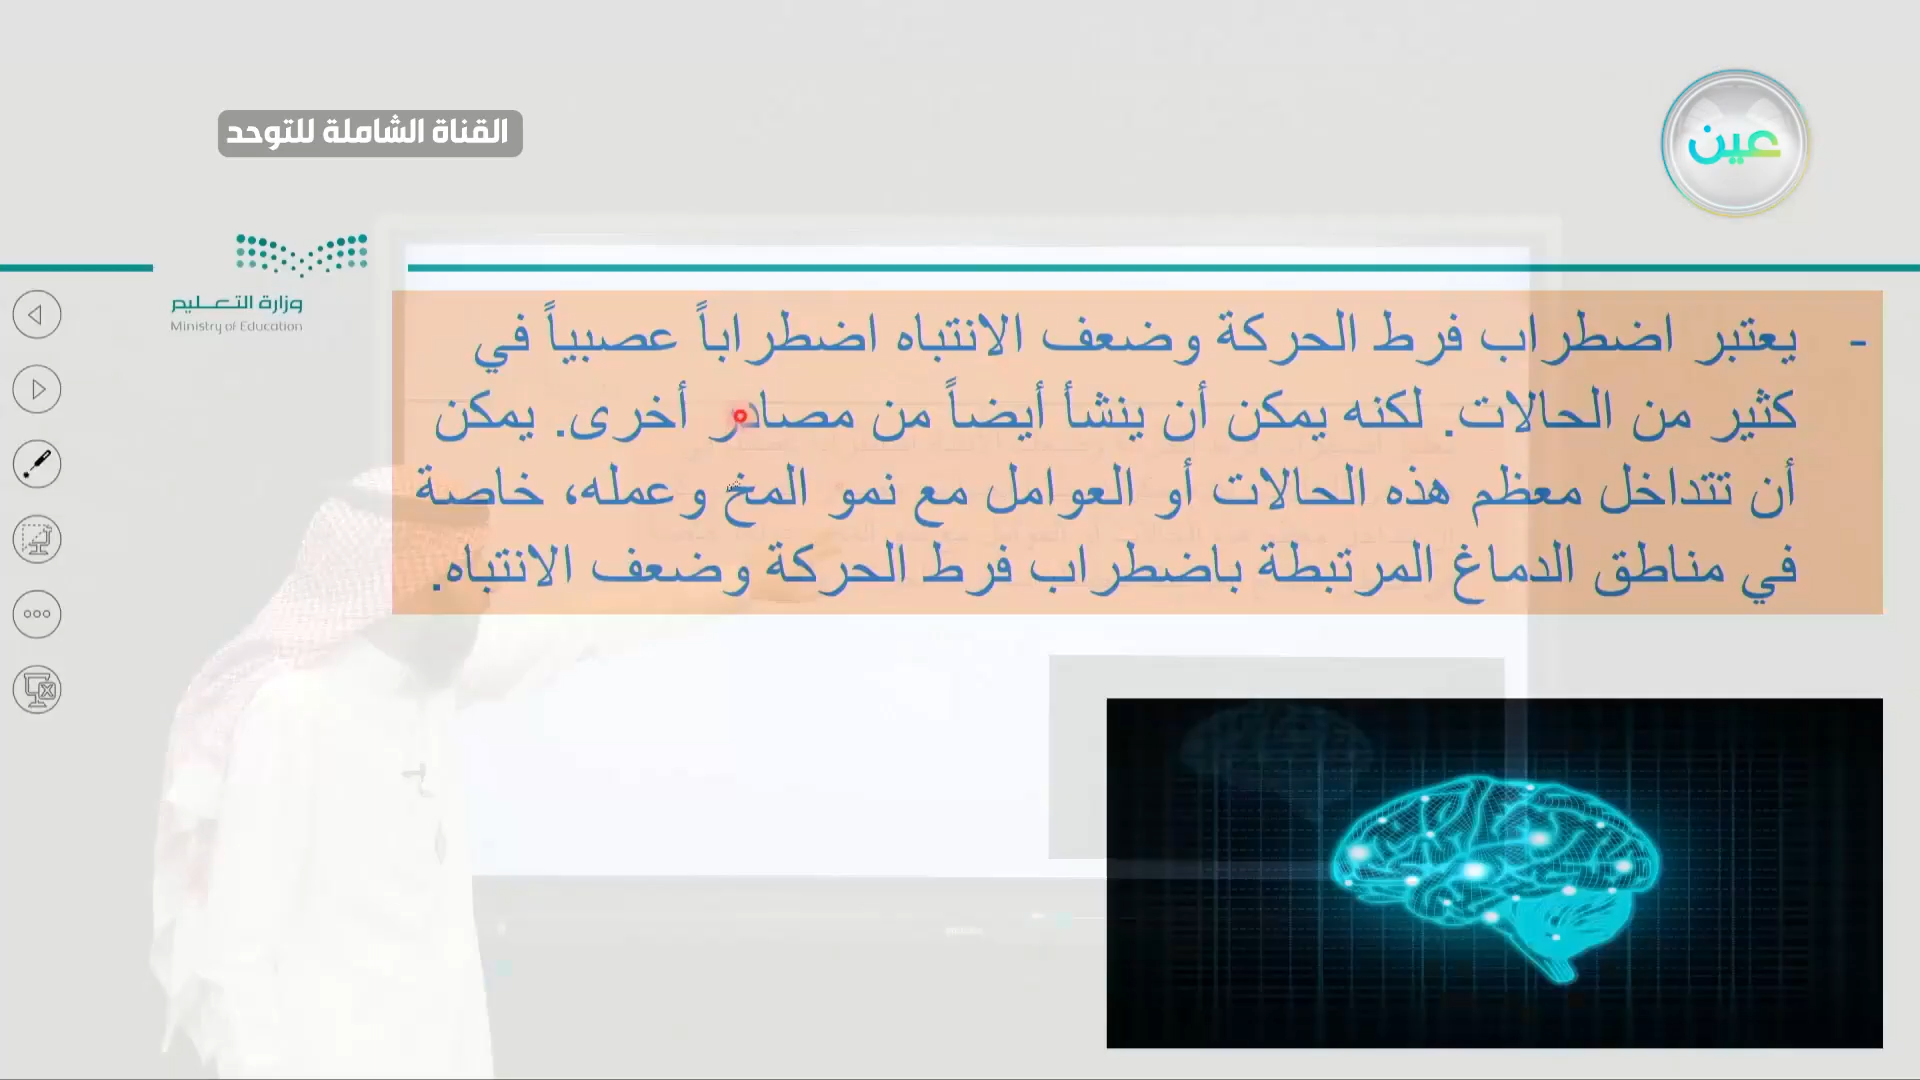 القناة الشاملة للتوحد
عين
وزارة التعليم
Ministry of Education
- يعتبر اضطراب فرط الحركة وضعف الانتباه اضطراباً عصبياً في
كثير من الحالات. لكنه يمكن أن ينشأ أيضاً من مصادر أخرى. يمكن
أن تتداخل معظم هذه الحالات أو العوامل مع نمو المخ وعمله، خاصة
في مناطق الدماغ المرتبطة باضطراب فرط الحركة وضعف الانتباه.